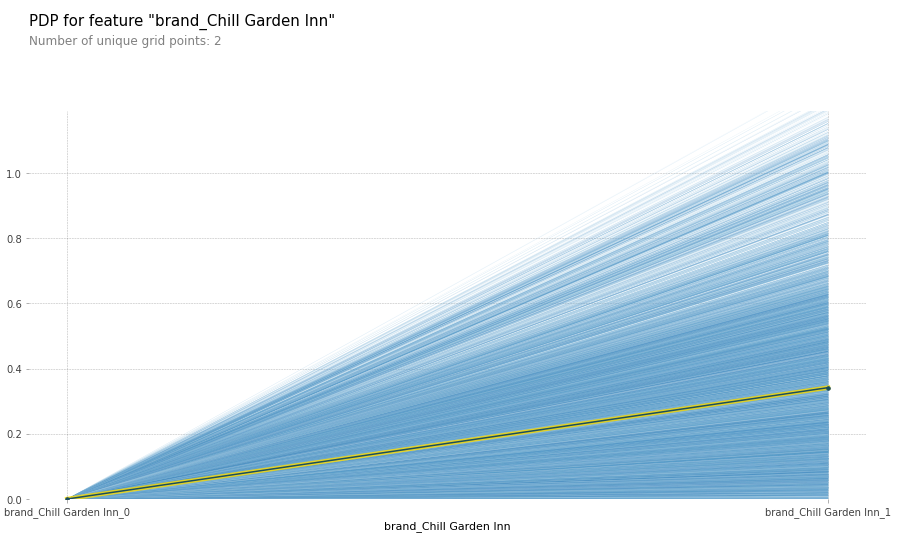 PDP for feature "brand_Chill Garden Inn"
Number of unique grid points: 2
1.0
0.8
0.6
0.4
0.2
0.0
brand_Chill Garden Inn_0
brand_Chill Garden Inn_1
brand_Chill Garden Inn